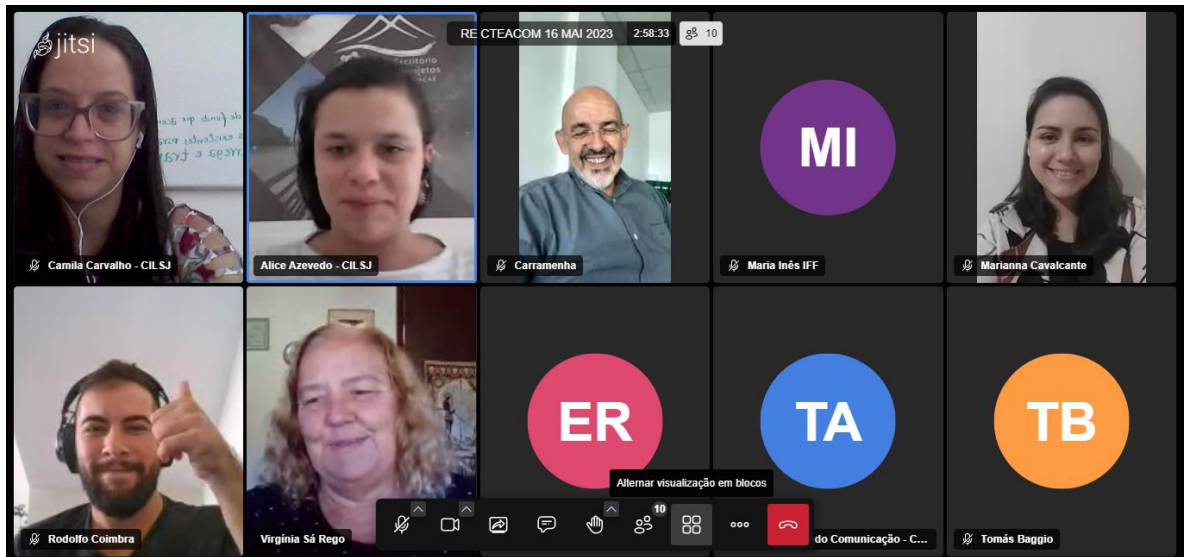 jitsi
RE CTEACOM 16 MAI 2023 2:58:33 10
Escritório
Camila Carvalho - CILSJ
Alice Azevedo - CILSJ
Carramenha
MI
Maria Inês IFF
Marianna Cavalcante
Rodolfo Coimbra
Virgínia Sá Rego
ER
TA
do Comunicação - C...
TB
Tomás Baggio
Alternar visualização em blocos
10